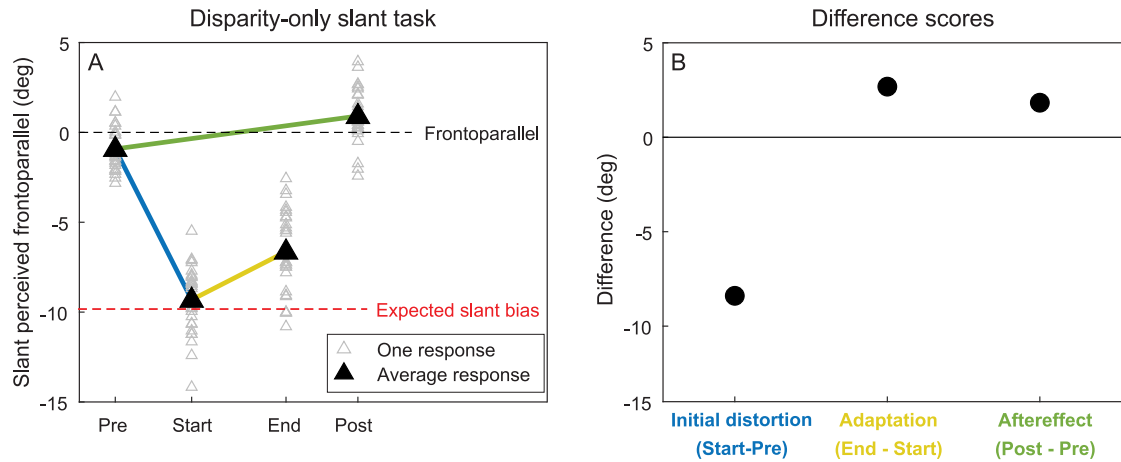 Disparity-only slant task
A
Slant perceived frontoparallel (deg)
5
0
-5
-10
-15
Frontoparallel
Expected slant bias
One response
Average response
Pre Start End Post
Difference scores
B
Difference (deg)
5
0
-5
-10
-15
Initial distortion Adaptation Aftereffect
(Start-Pre) (End - Start) (Post - Pre)